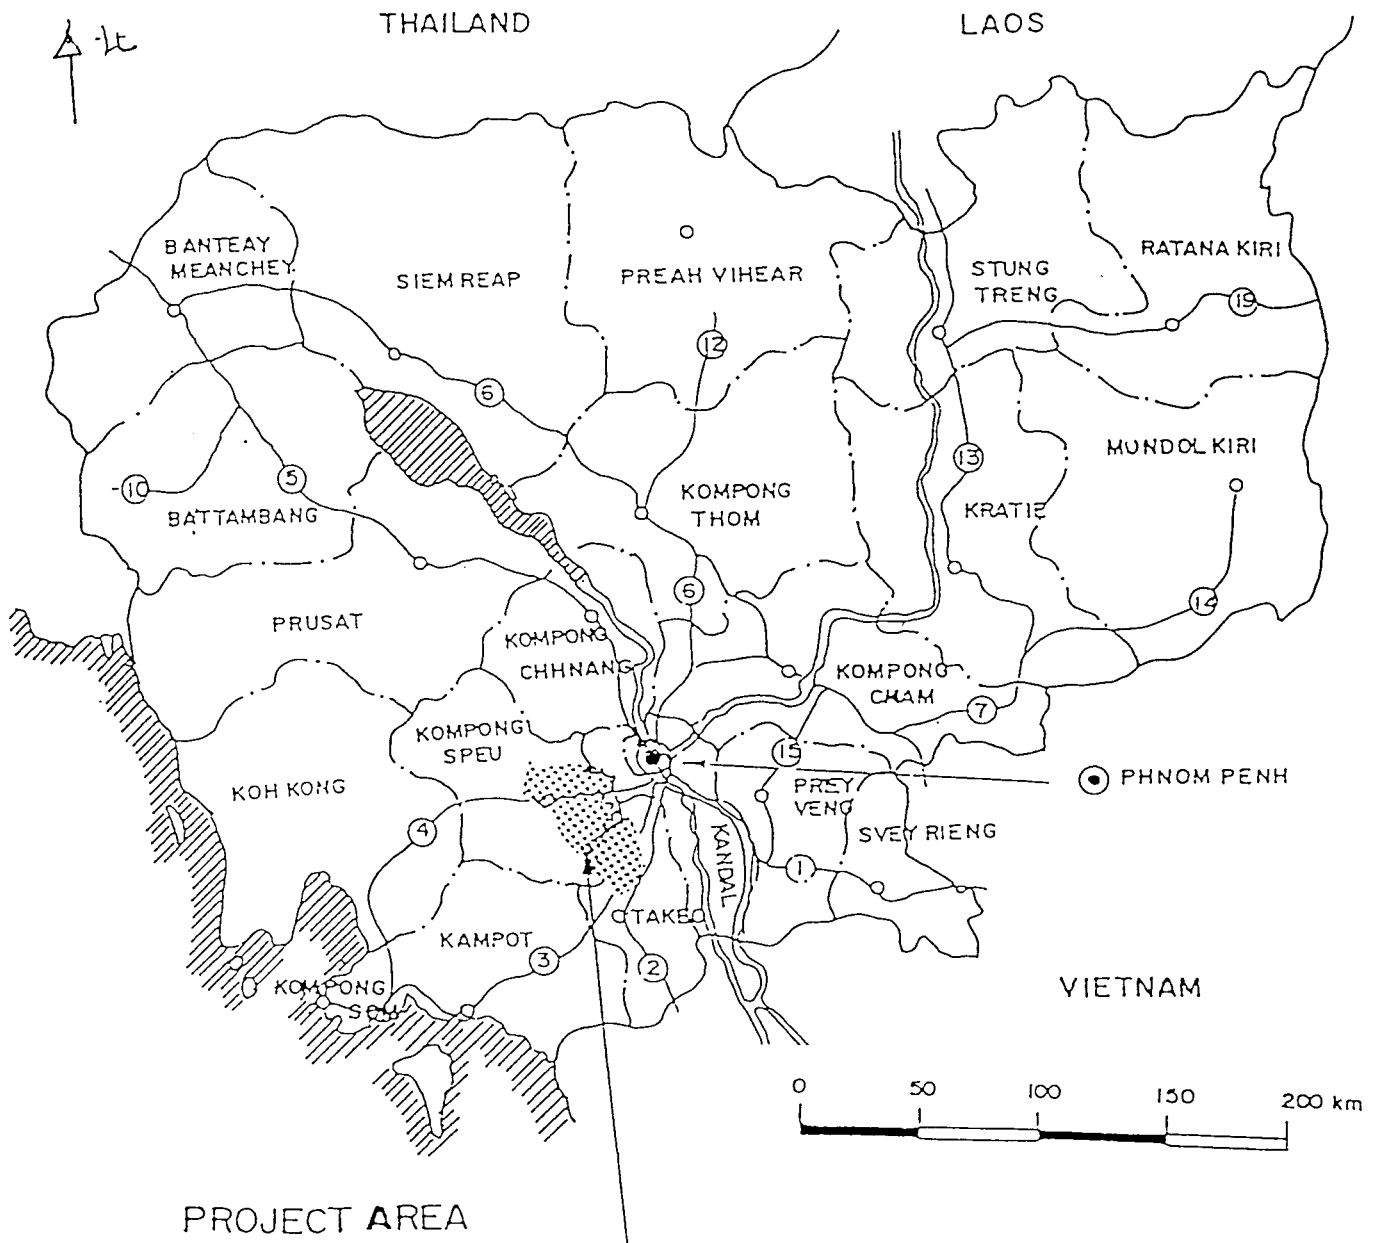 THAILAND
LAOS
BANTEAY
MEANCHEY
SIEM REAP
PREAH VIHEAR
STUNG
TRENG
RATANA KIRI
19
12
6
13
MUNDOL KIRI
10
5
BATTAMBANG
KOMPONG
THOM
KRATIE
6
14
PRUSAT
KOMPONG
CHHNANG
KOMPONG
CHAM
7
KOMPONG
SPEU
15
PHNOM PENH
KOH KONG
PREY
VENG
4
SVEY RIENG
KANDAL
1
TAKEO
KAMPOT
3
2
KOMPONG
VIETNAM
0
50
100
150
200 km
PROJECT AREA